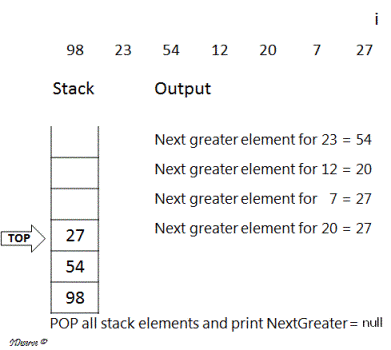 i
98 23 54 12 20 7 27
Stack Output
Next greater element for 23 = 54
Next greater element for 12 = 20
Next greater element for 7 = 27
Next greater element for 20 = 27
TOP
27
54
98
POP all stack elements and print NextGreater = null